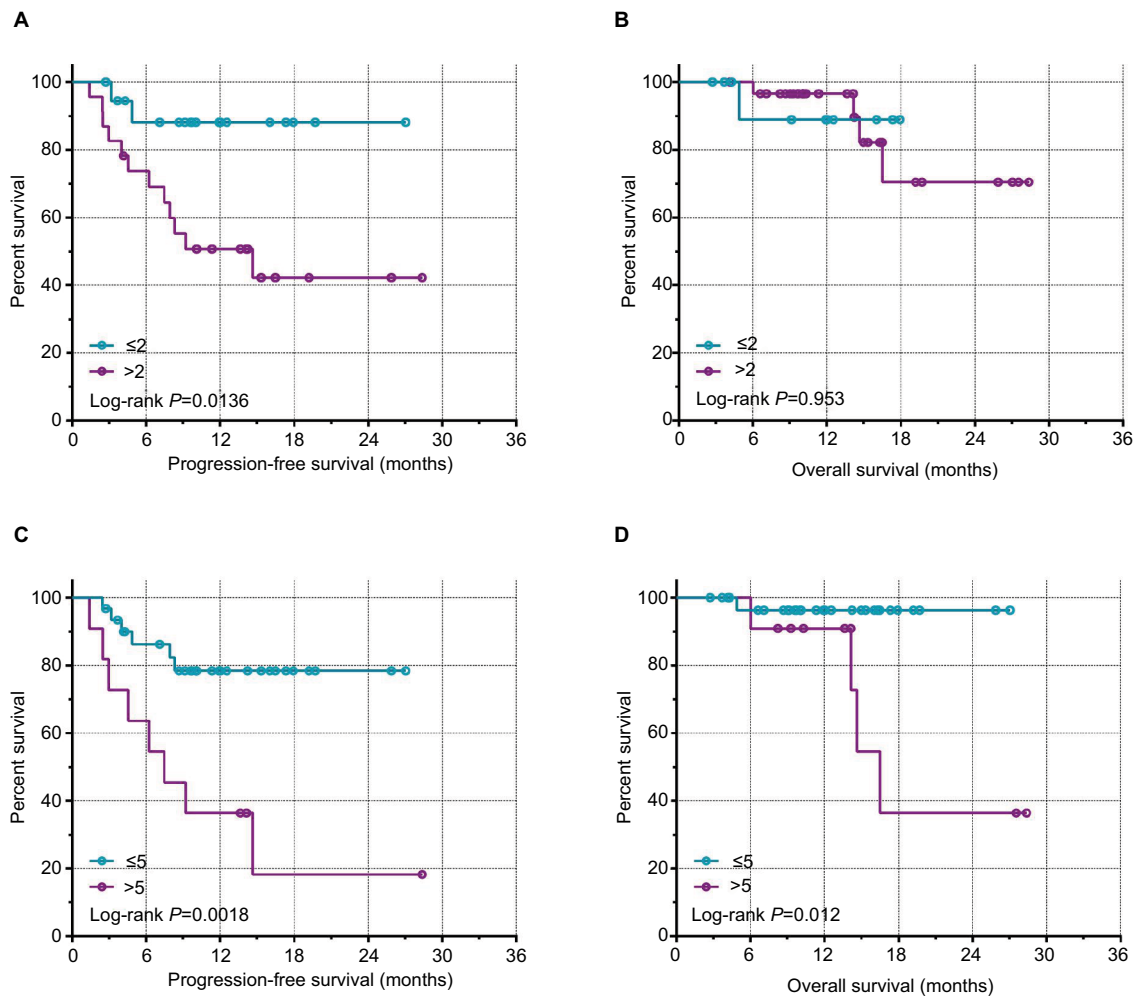 A
Percent survival
100
80
60
40
20
0
≤2
>2
Log-rank P=0.0136
0 6 12 18 24 30 36
Progression-free survival (months)
B
Percent survival
100
80
60
40
20
0
≤2
>2
Log-rank P=0.953
0 6 12 18 24 30 36
Overall survival (months)
C
Percent survival
100
80
60
40
20
0
≤5
>5
Log-rank P=0.0018
0 6 12 18 24 30 36
Progression-free survival (months)
D
Percent survival
100
80
60
40
20
0
≤5
>5
Log-rank P=0.012
0 6 12 18 24 30 36
Overall survival (months)